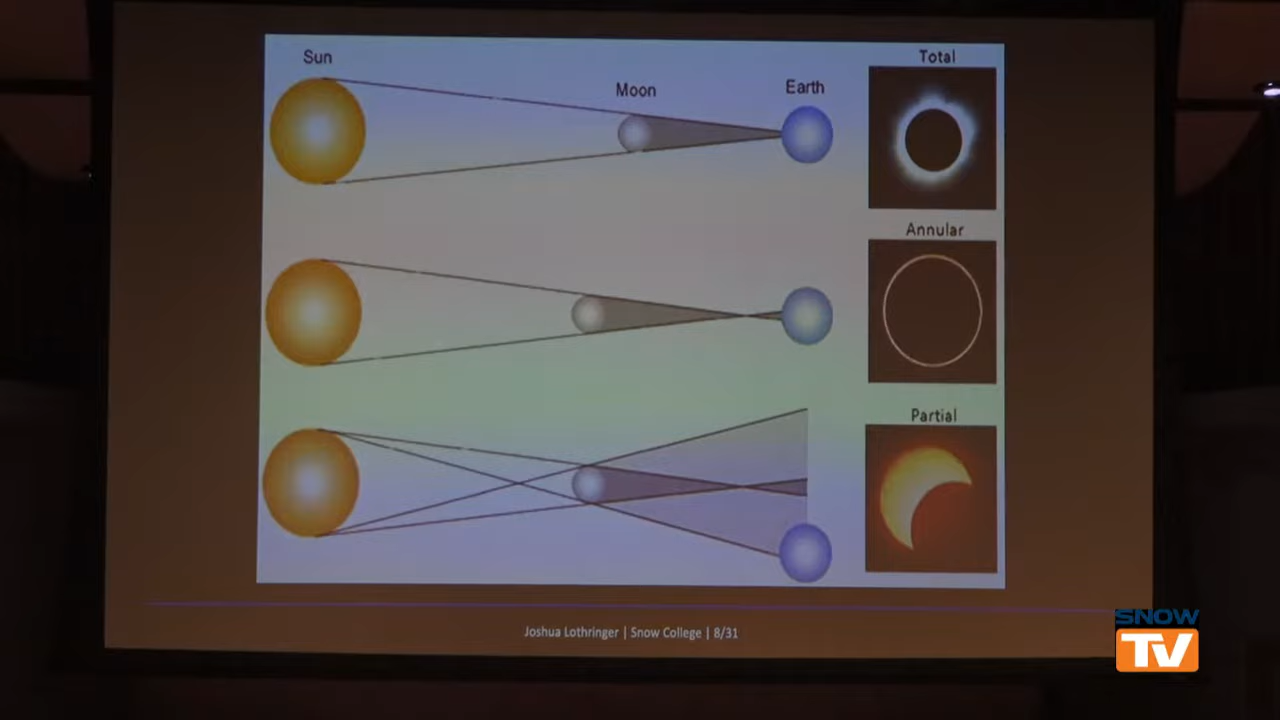 Sun
Moon
Earth
Total
Annular
Partial
Joshua Lothringer | Snow College | 8/31
SNOW
TV